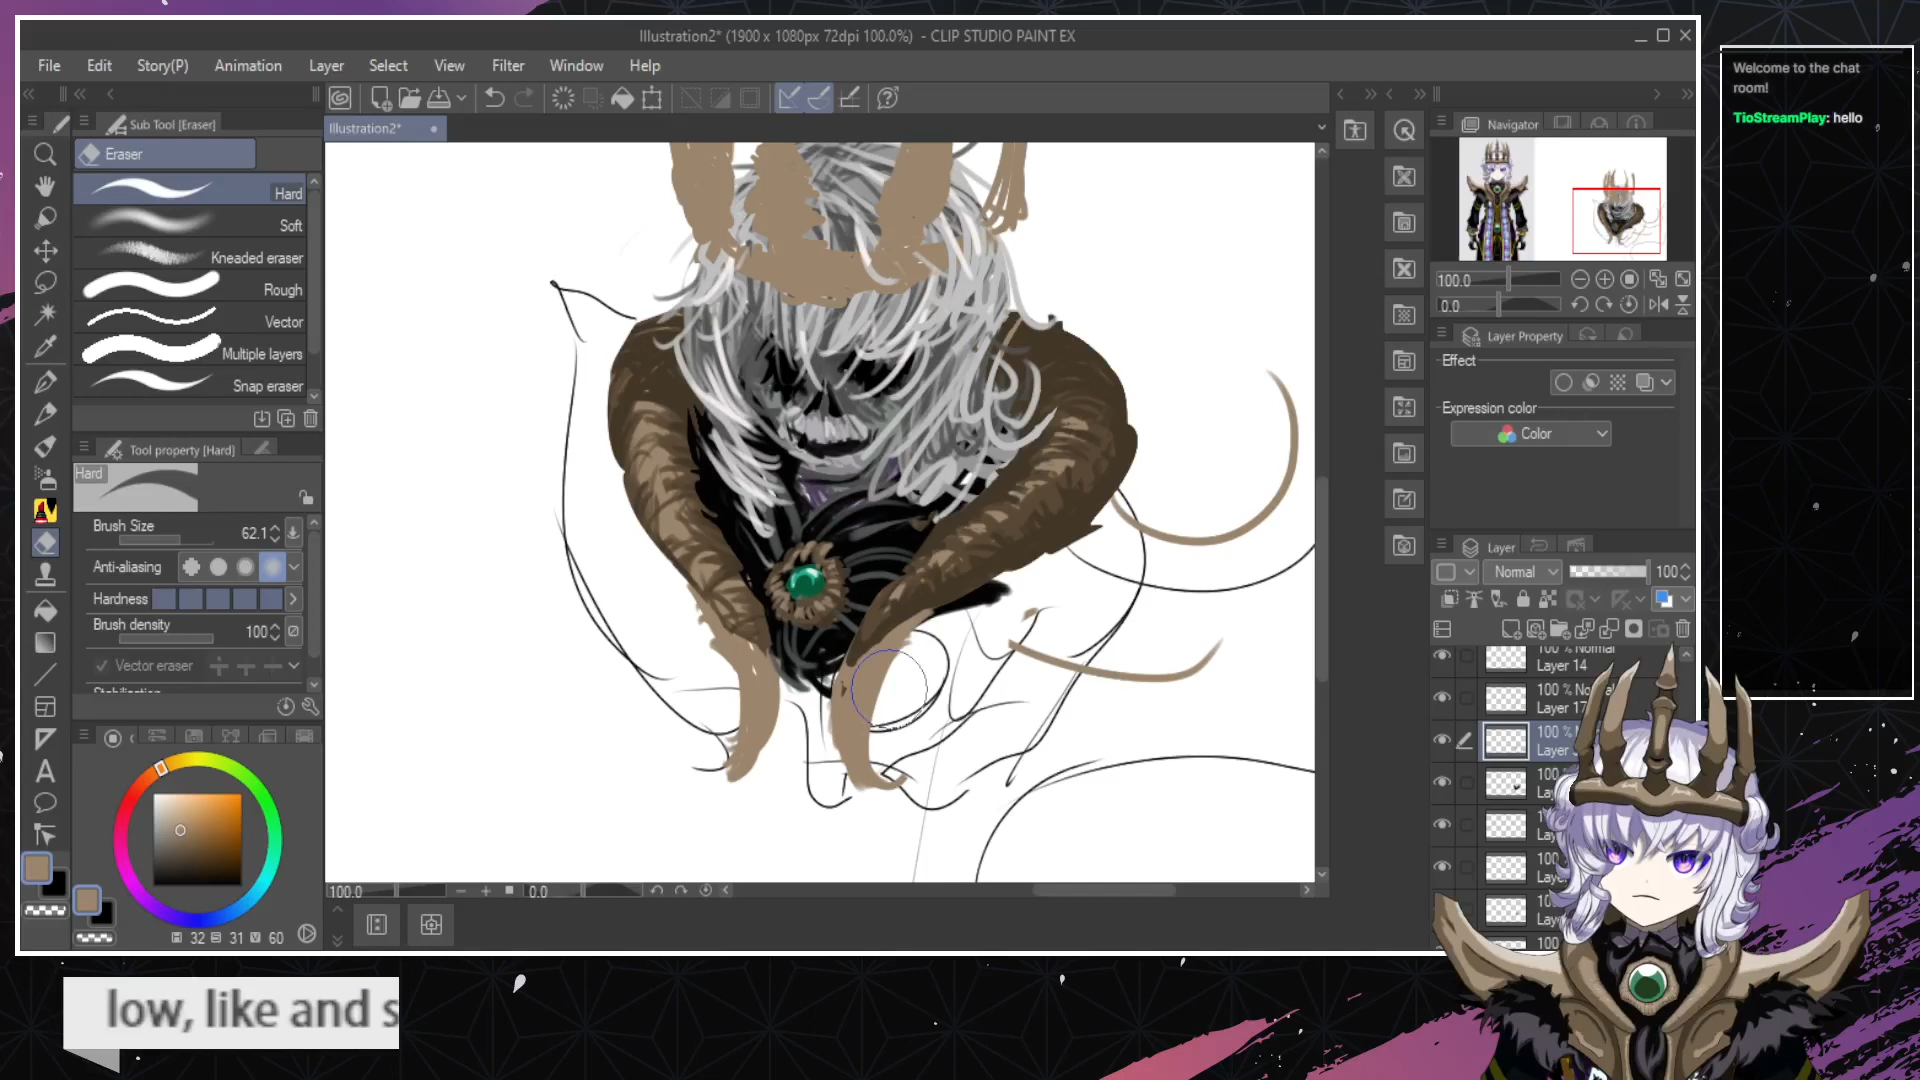 Illustration2* (1900 x 1080px 72dpi 100.0%) - CLIP STUDIO PAINT EX
File Edit Story(P) Animation Layer Select View Filter Window Help
Welcome to the chat room!
TioStreamPlay: hello
Sub Tool [Eraser]
Illustration2*
Navigator
Eraser
Hard
Soft
Kneaded eraser
Rough
Vector
Multiple layers
Snap eraser
100.0
0.0
Layer Property
Effect
Expression color
Color
Tool property [Hard]
Hard
Brush Size 62.1
Anti-aliasing
Hardness
Brush density 100
Vector eraser
Layer
Normal 100
100 % Normal
Layer 14
Layer 17
100.0 0.0
32 31 60
low, like and s